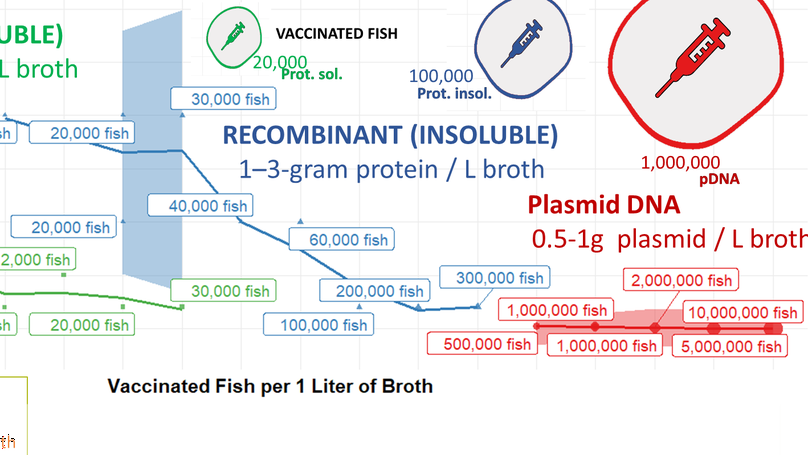 UBLE)
L broth
VACCINATED FISH
20,000
Prot. sol.
100,000
Prot. insol.
1,000,000
pDNA
30,000 fish
20,000 fish
RECOMBINANT (INSOLUBLE)
1–3-gram protein / L broth
Plasmid DNA
0.5-1g plasmid / L broth
40,000 fish
20,000 fish
60,000 fish
2,000 fish
30,000 fish
200,000 fish
300,000 fish
2,000,000 fish
1,000,000 fish
10,000,000 fish
20,000 fish
100,000 fish
500,000 fish
1,000,000 fish
5,000,000 fish
Vaccinated Fish per 1 Liter of Broth